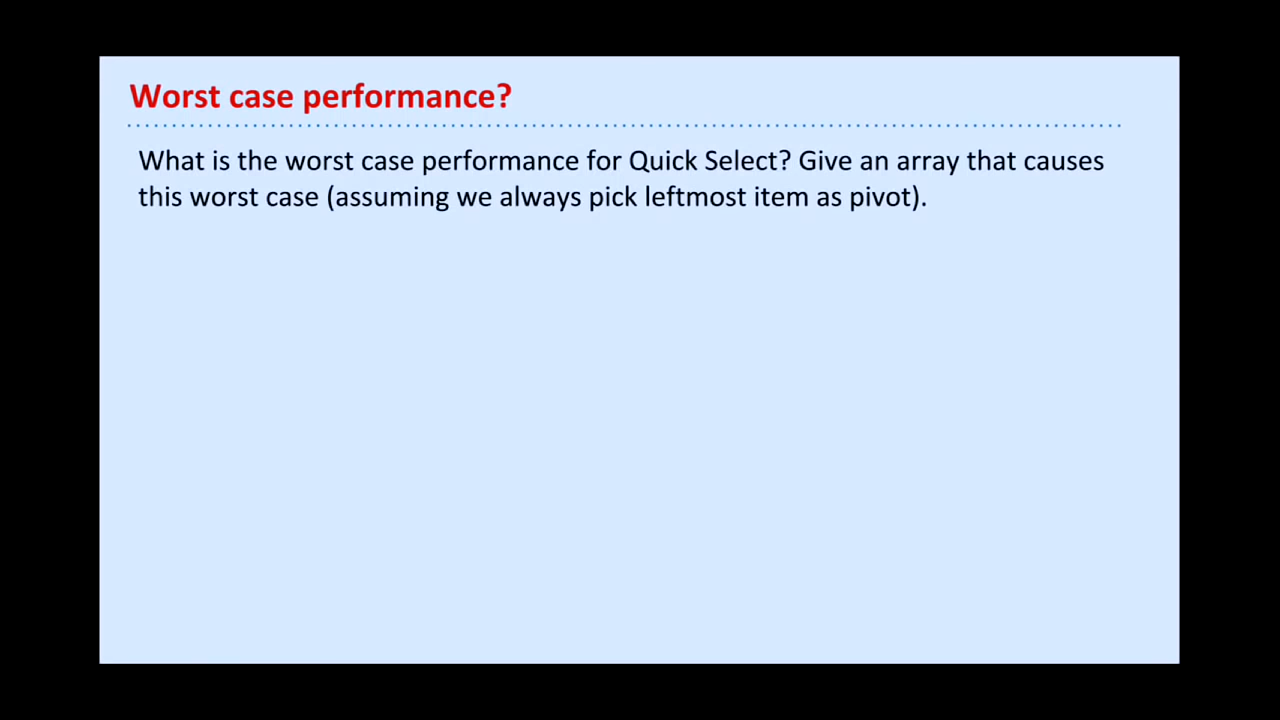 Worst case performance?
What is the worst case performance for Quick Select? Give an array that causes
this worst case (assuming we always pick leftmost item as pivot).